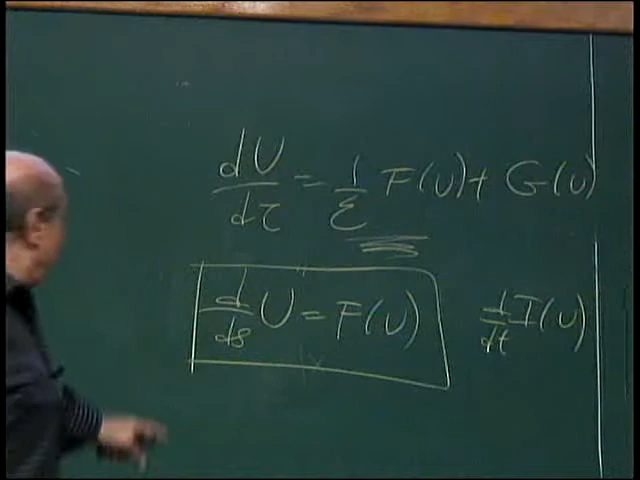 dU/dτ = 1/ε F(U) + G(U)
d/ds U = F(U)
d/dt I(U)